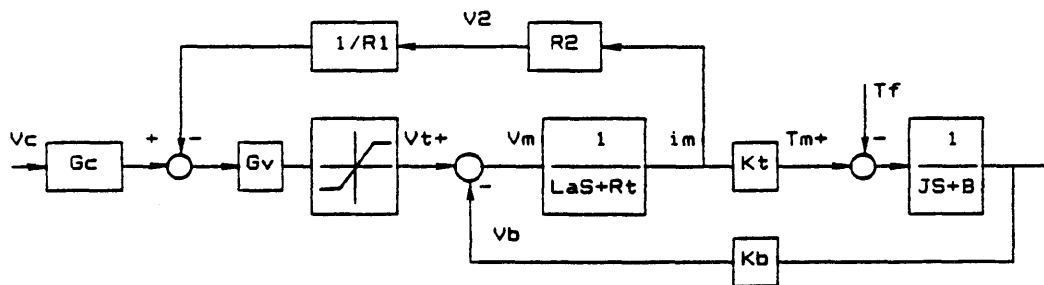 V2
1/R1
R2
Tf
Vc
+
-
Vt+
Vm
1
im
Tm+
-
1
Gc
Gv
-
LaS+Rt
Kt
JS+B
Vb
Kb